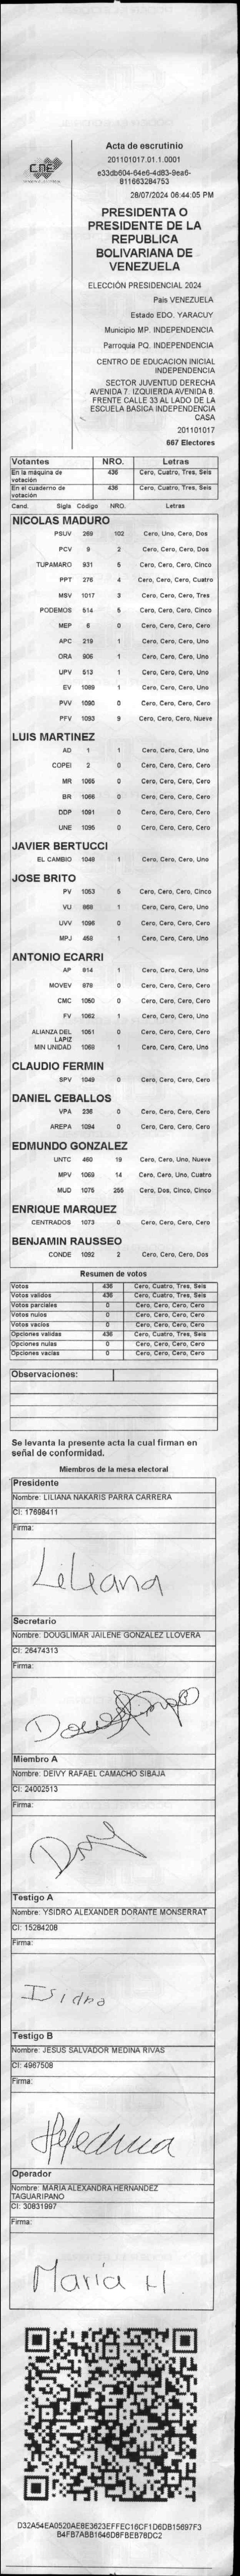 CNE
Acta de escrutinio
201101017.01.1.0001
e33db604-64e6-4d83-9ea6-
811663284753
28/07/2024 06:44:05 PM
PRESIDENTA O
PRESIDENTE DE LA
REPUBLICA
BOLIVARIANA DE
VENEZUELA
ELECCIÓN PRESIDENCIAL 2024
Pais VENEZUELA
Estado EDO. YARACUY
Municipio MP. INDEPENDENCIA
Parroquia PQ. INDEPENDENCIA
CENTRO DE EDUCACION INICIAL
INDEPENDENCIA
SECTOR JUVENTUD DERECHA
AVENIDA 7. IZQUIERDA AVENIDA 8.
FRENTE CALLE 33 AL LADO DE LA
ESCUELA BASICA INDEPENDENCIA
CASA
201101017
667 Electores
Votantes NRO. Letras
En la máquina de votación 436 Cero, Cuatro, Tres, Seis
En el cuaderno de votación 436 Cero, Cuatro, Tres, Seis
Cand. Sigla Código NRO. Letras
NICOLAS MADURO
PSUV 269 102 Cero, Uno, Cero, Dos
PCV 9 2 Cero, Cero, Cero, Dos
TUPAMARO 931 5 Cero, Cero, Cero, Cinco
PPT 276 4 Cero, Cero, Cero, Cuatro
MSV 1017 3 Cero, Cero, Cero, Tres
PODEMOS 514 5 Cero, Cero, Cero, Cinco
MEP 6 0 Cero, Cero, Cero, Cero
APC 219 1 Cero, Cero, Cero, Uno
ORA 906 1 Cero, Cero, Cero, Uno
UPV 513 1 Cero, Cero, Cero, Uno
EV 1089 1 Cero, Cero, Cero, Uno
PVV 1090 0 Cero, Cero, Cero, Cero
PFV 1093 9 Cero, Cero, Cero, Nueve
LUIS MARTINEZ
AD 1 1 Cero, Cero, Cero, Uno
COPEI 2 0 Cero, Cero, Cero, Cero
MR 1065 0 Cero, Cero, Cero, Cero
BR 1066 0 Cero, Cero, Cero, Cero
DDP 1091 0 Cero, Cero, Cero, Cero
UNE 1095 0 Cero, Cero, Cero, Cero
JAVIER BERTUCCI
EL CAMBIO 1048 1 Cero, Cero, Cero, Uno
JOSE BRITO
PV 1053 5 Cero, Cero, Cero, Cinco
VU 868 1 Cero, Cero, Cero, Uno
UVV 1096 0 Cero, Cero, Cero, Cero
MPJ 458 1 Cero, Cero, Cero, Uno
ANTONIO ECARRI
AP 814 1 Cero, Cero, Cero, Uno
MOVEV 978 0 Cero, Cero, Cero, Cero
CMC 1050 0 Cero, Cero, Cero, Cero
FV 1062 1 Cero, Cero, Cero, Uno
ALIANZA DEL LAPIZ 1051 0 Cero, Cero, Cero, Cero
MIN UNIDAD 1068 1 Cero, Cero, Cero, Uno
CLAUDIO FERMIN
SPV 1049 0 Cero, Cero, Cero, Cero
DANIEL CEBALLOS
VPA 236 0 Cero, Cero, Cero, Cero
AREPA 1094 0 Cero, Cero, Cero, Cero
EDMUNDO GONZALEZ
UNTC 460 19 Cero, Cero, Uno, Nueve
MPV 1069 14 Cero, Cero, Uno, Cuatro
MUD 1075 255 Cero, Dos, Cinco, Cinco
ENRIQUE MARQUEZ
CENTRADOS 1073 0 Cero, Cero, Cero, Cero
BENJAMIN RAUSSEO
CONDE 1092 2 Cero, Cero, Cero, Dos
Resumen de votos
Votos 436 Cero, Cuatro, Tres, Seis
Votos validos 436 Cero, Cuatro, Tres, Seis
Votos parciales 0 Cero, Cero, Cero, Cero
Votos nulos 0 Cero, Cero, Cero, Cero
Votos vacios 0 Cero, Cero, Cero, Cero
Opciones validas 436 Cero, Cuatro, Tres, Seis
Opciones nulas 0 Cero, Cero, Cero, Cero
Opciones vacias 0 Cero, Cero, Cero, Cero
Observaciones:
Se levanta la presente acta la cual firman en
señal de conformidad.
Miembros de la mesa electoral
Presidente
Nombre: LILIANA NAKARIS PARRA CARRERA
CI: 17698411
Firma:
Liliana
Secretario
Nombre: DOUGLIMAR JAILENE GONZALEZ LLOVERA
CI: 26474313
Firma:
Miembro A
Nombre: DEIVY RAFAEL CAMACHO SIBAJA
CI: 24002513
Firma:
Testigo A
Nombre: YSIDRO ALEXANDER DORANTE MONSERRAT
CI: 15284208
Firma:
Isidro
Testigo B
Nombre: JESUS SALVADOR MEDINA RIVAS
CI: 4967508
Firma:
Operador
Nombre: MARIA ALEXANDRA HERNANDEZ
TAGUARIPANO
CI: 30831997
Firma:
Maria H
D32A54EA0520AE8E3623EFFEC16CF1D6DB15697F3
B4FB7ABB1646D8FBEB78DC2